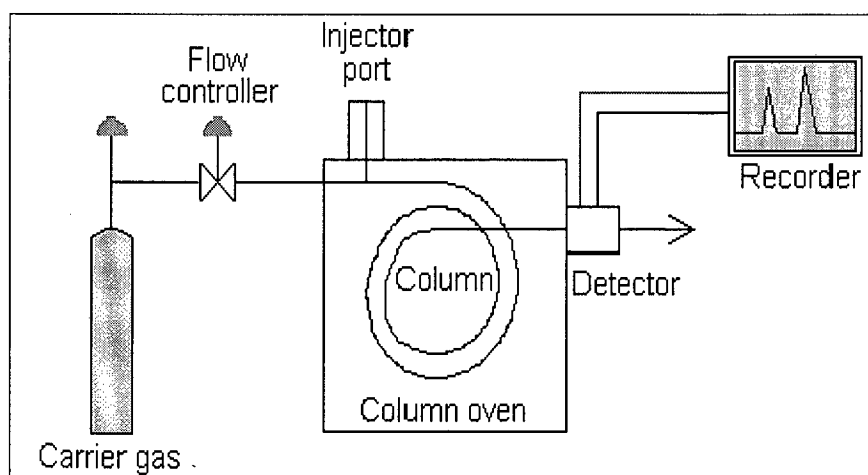 Injector
port
Flow
controller
Recorder
Column
Detector
Column oven
Carrier gas